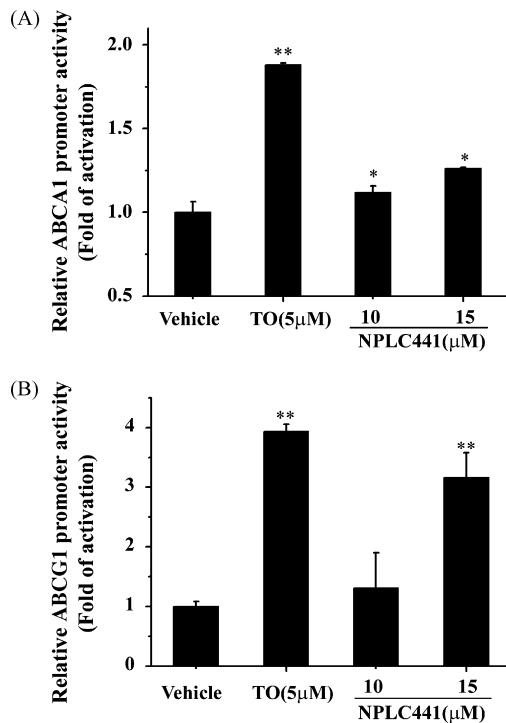 (A)
Relative ABCA1 promoter activity
(Fold of activation)
2.0
1.5
1.0
0.5
**
*
*
Vehicle
TO(5μM)
10
15
NPLC441(μM)
(B)
Relative ABCG1 promoter activity
(Fold of activation)
4
3
2
1
0
**
**
Vehicle
TO(5μM)
10
15
NPLC441(μM)